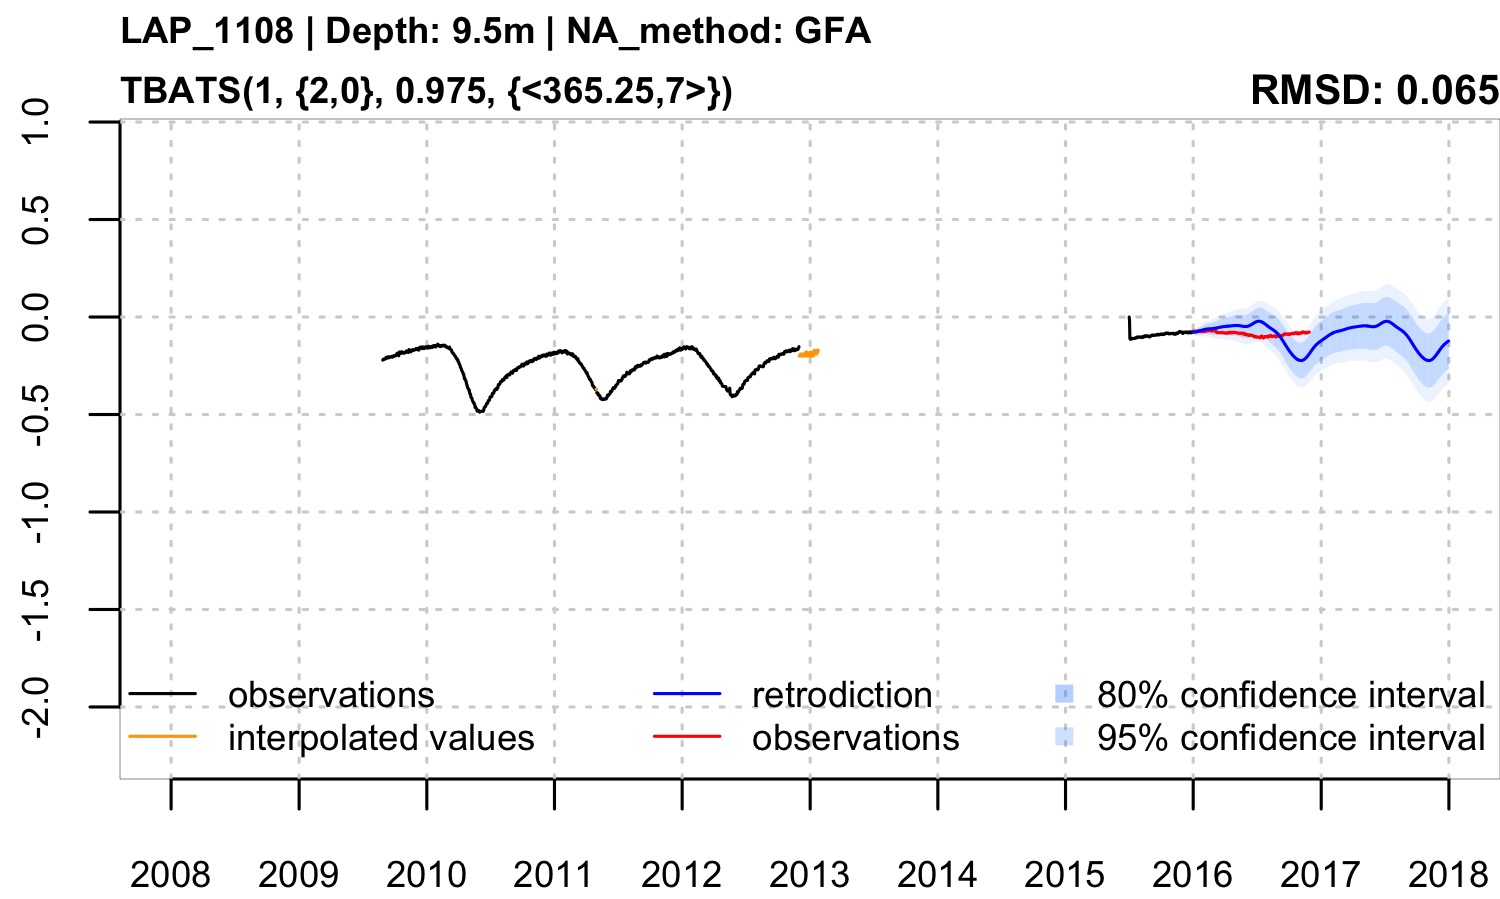 LAP_1108 | Depth: 9.5m | NA_method: GFA
TBATS(1, {2,0}, 0.975, {<365.25,7>})
RMSD: 0.065
1.0
0.5
0.0
-0.5
-1.0
-1.5
-2.0
observations
retrodiction
80% confidence interval
interpolated values
observations
95% confidence interval
2008 2009 2010 2011 2012 2013 2014 2015 2016 2017 2018